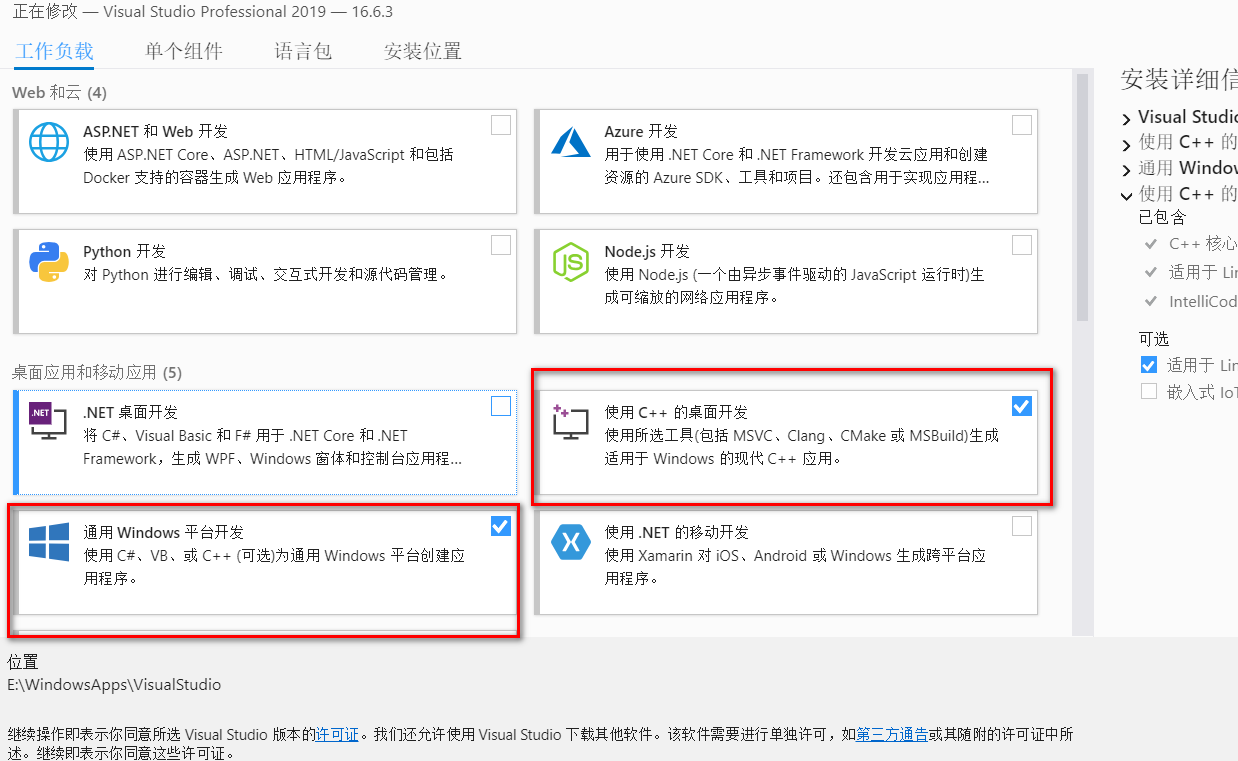 正在修改 — Visual Studio Professional 2019 — 16.6.3
工作负载 单个组件 语言包 安装位置
Web 和云 (4)
ASP.NET 和 Web 开发
使用 ASP.NET Core、ASP.NET、HTML/JavaScript 和包括
Docker 支持的容器生成 Web 应用程序。
Azure 开发
用于使用 .NET Core 和 .NET Framework 开发云应用和创建
资源的 Azure SDK、工具和项目。还包含用于实现应用程...
Python 开发
对 Python 进行编辑、调试、交互式开发和源代码管理。
Node.js 开发
使用 Node.js (一个由异步事件驱动的 JavaScript 运行时)生
成可缩放的网络应用程序。
桌面应用和移动应用 (5)
.NET
.NET 桌面开发
将 C#、Visual Basic 和 F# 用于 .NET Core 和 .NET
Framework，生成 WPF、Windows 窗体和控制台应用程...
使用 C++ 的桌面开发
使用所选工具(包括 MSVC、Clang、CMake 或 MSBuild)生成
适用于 Windows 的现代 C++ 应用。
通用 Windows 平台开发
使用 C#、VB、或 C++ (可选)为通用 Windows 平台创建应
用程序。
使用 .NET 的移动开发
使用 Xamarin 对 iOS、Android 或 Windows 生成跨平台应
用程序。
安装详细信
Visual Studio
使用 C++ 的
通用 Window
使用 C++ 的
已包含
C++ 核心
适用于 Lin
IntelliCod
可选
适用于 Lin
嵌入式 IoT
位置
E:\WindowsApps\VisualStudio
继续操作即表示你同意所选 Visual Studio 版本的许可证。我们还允许使用 Visual Studio 下载其他软件。该软件需要进行单独许可，如第三方通告或其随附的许可证中所
述。继续即表示你同意这些许可证。